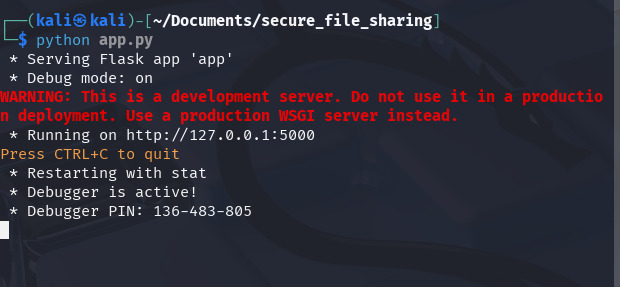 ┌──(kali㉿kali)-[~/Documents/secure_file_sharing]
└─$ python app.py
 * Serving Flask app 'app'
 * Debug mode: on
WARNING: This is a development server. Do not use it in a productio
n deployment. Use a production WSGI server instead.
 * Running on http://127.0.0.1:5000
Press CTRL+C to quit
 * Restarting with stat
 * Debugger is active!
 * Debugger PIN: 136-483-805